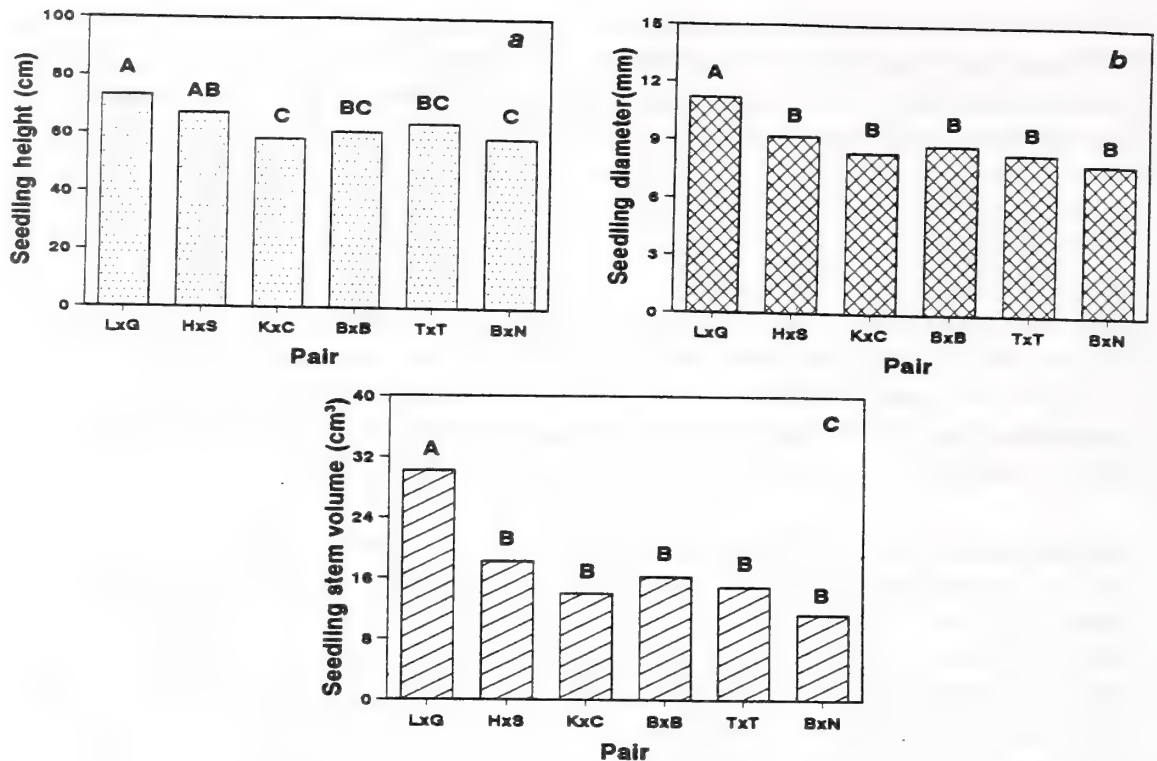 a
Seedling height (cm)
100
80
60
40
20
0
A
AB
C
BC
BC
C
LxG HxS KxC BxB TxT BxN
Pair
b
Seedling diameter(mm)
15
12
9
6
3
0
A
B
B
B
B
B
LxG HxS KxC BxB TxT BxN
Pair
c
Seedling stem volume (cm³)
40
32
24
16
8
0
A
B
B
B
B
B
LxG HxS KxC BxB TxT BxN
Pair